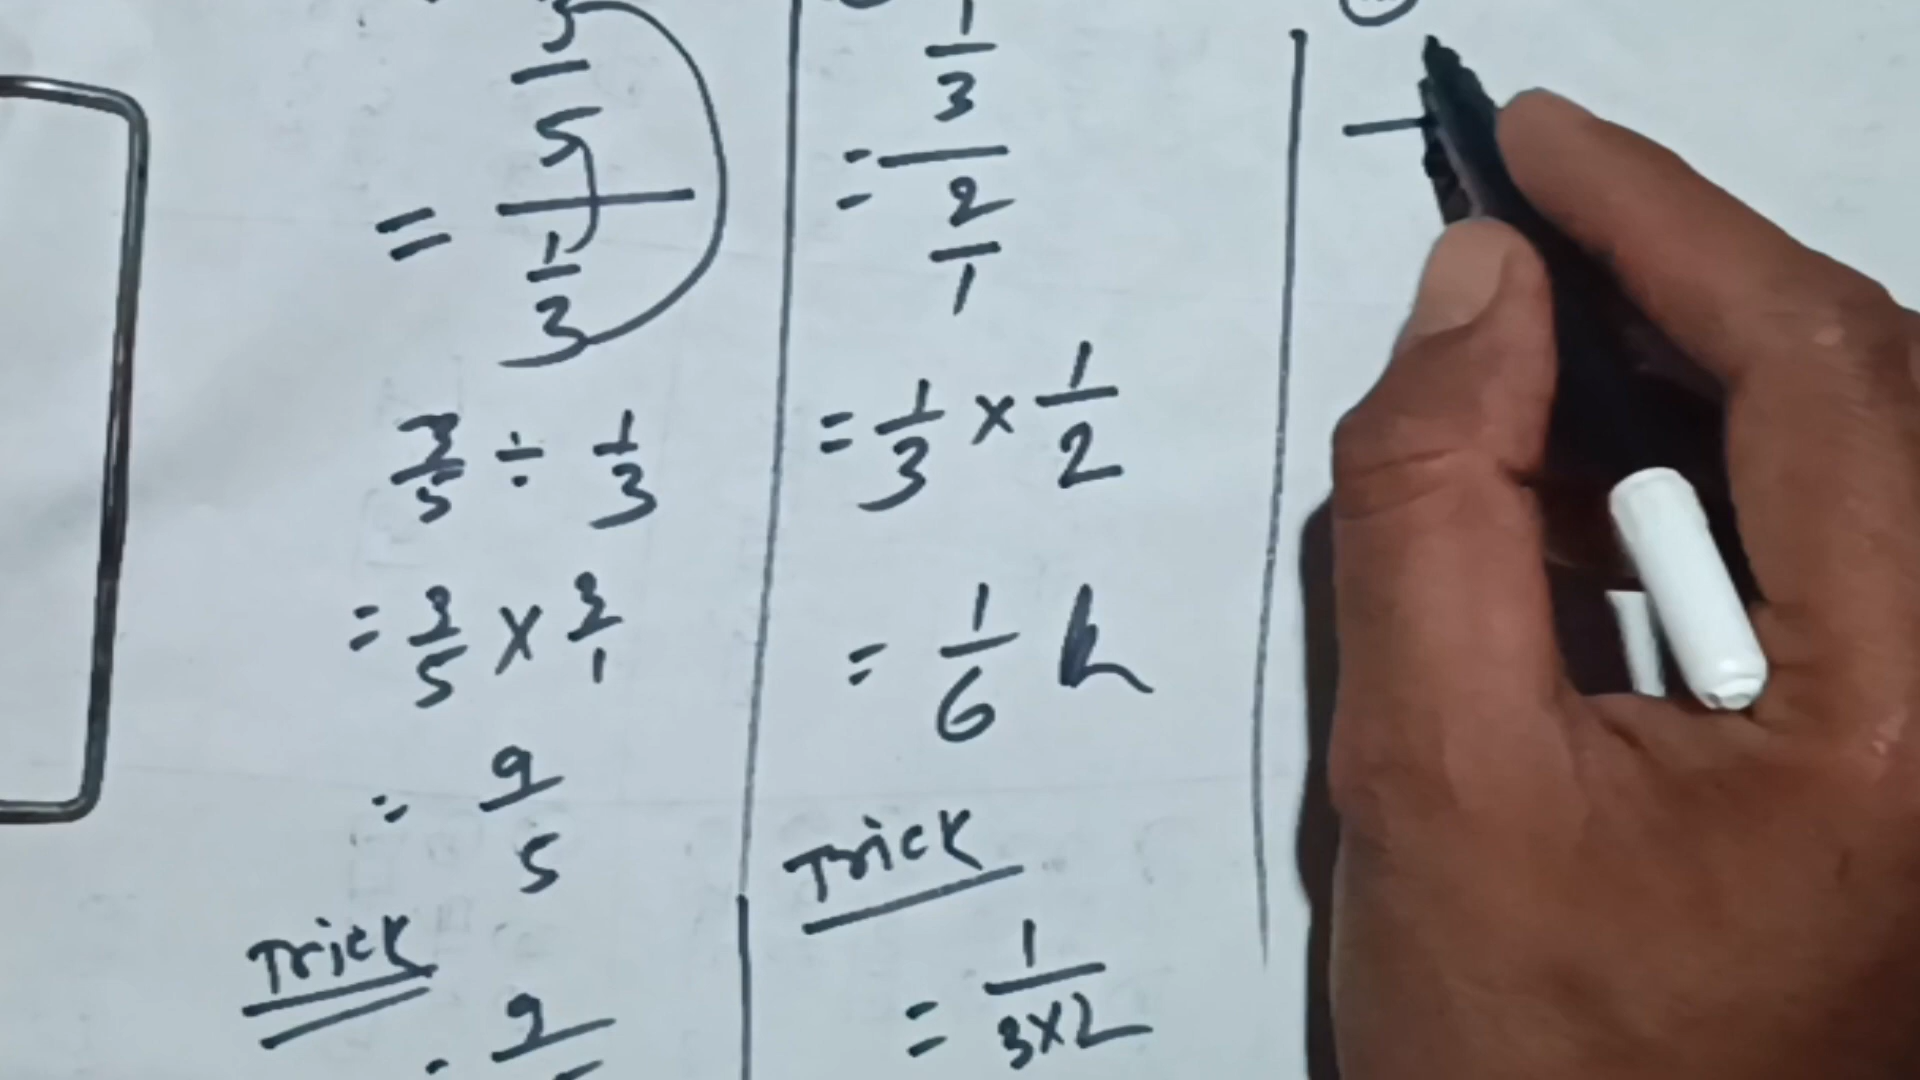 3/5
= ―
1/3
3/5 ÷ 1/3
= 3/5 × 3/1
= 9/5
Trick
= 9/
1/3
= ―
2/1
= 1/3 × 1/2
= 1/6
Trick
= 1/3×2